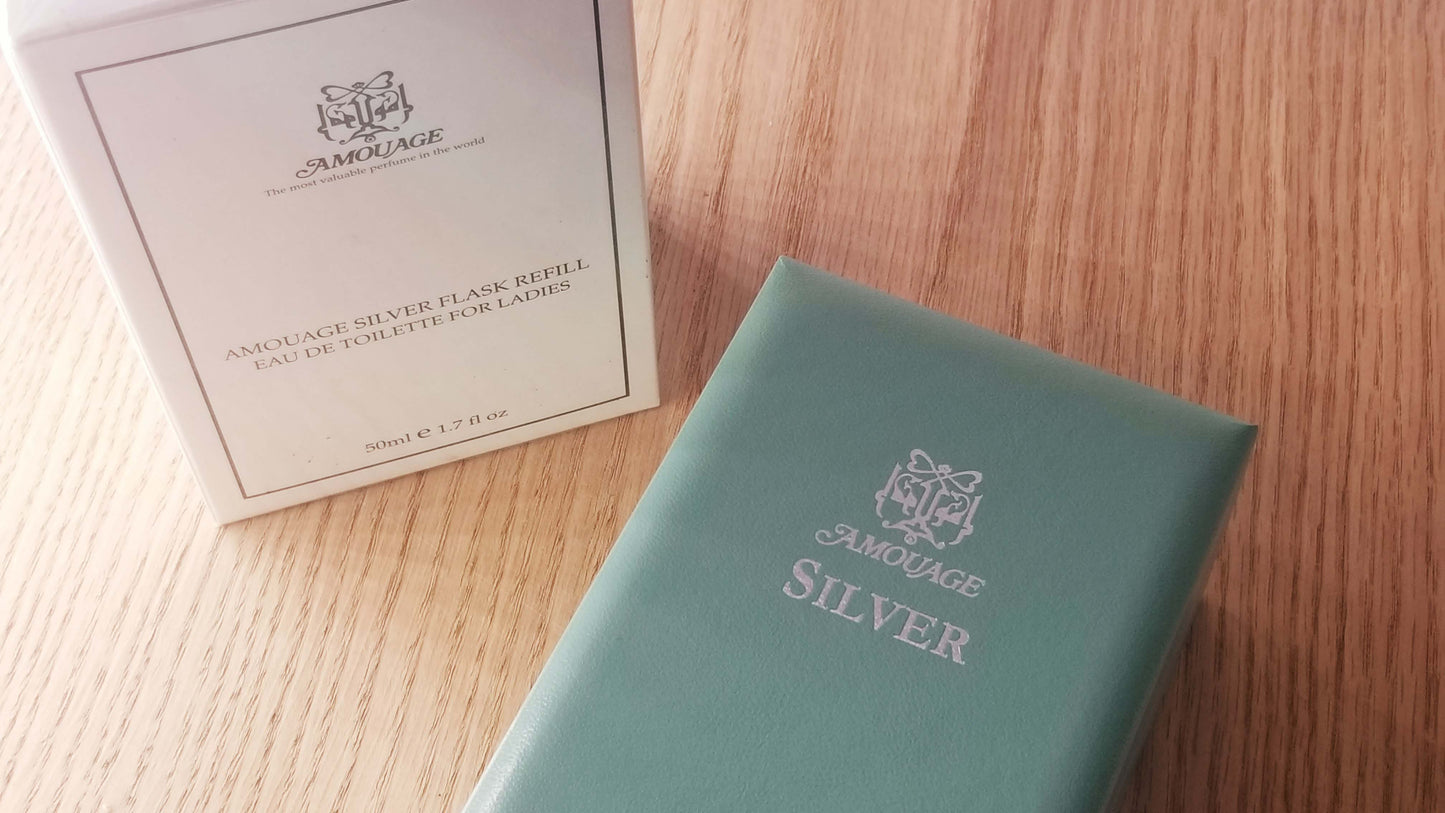 AMOUAGE
The most valuable perfume in the world
AMOUAGE SILVER FLASK REFILL
EAU DE TOILETTE FOR LADIES
50ml e 1.7 fl oz
AMOUAGE
SILVER